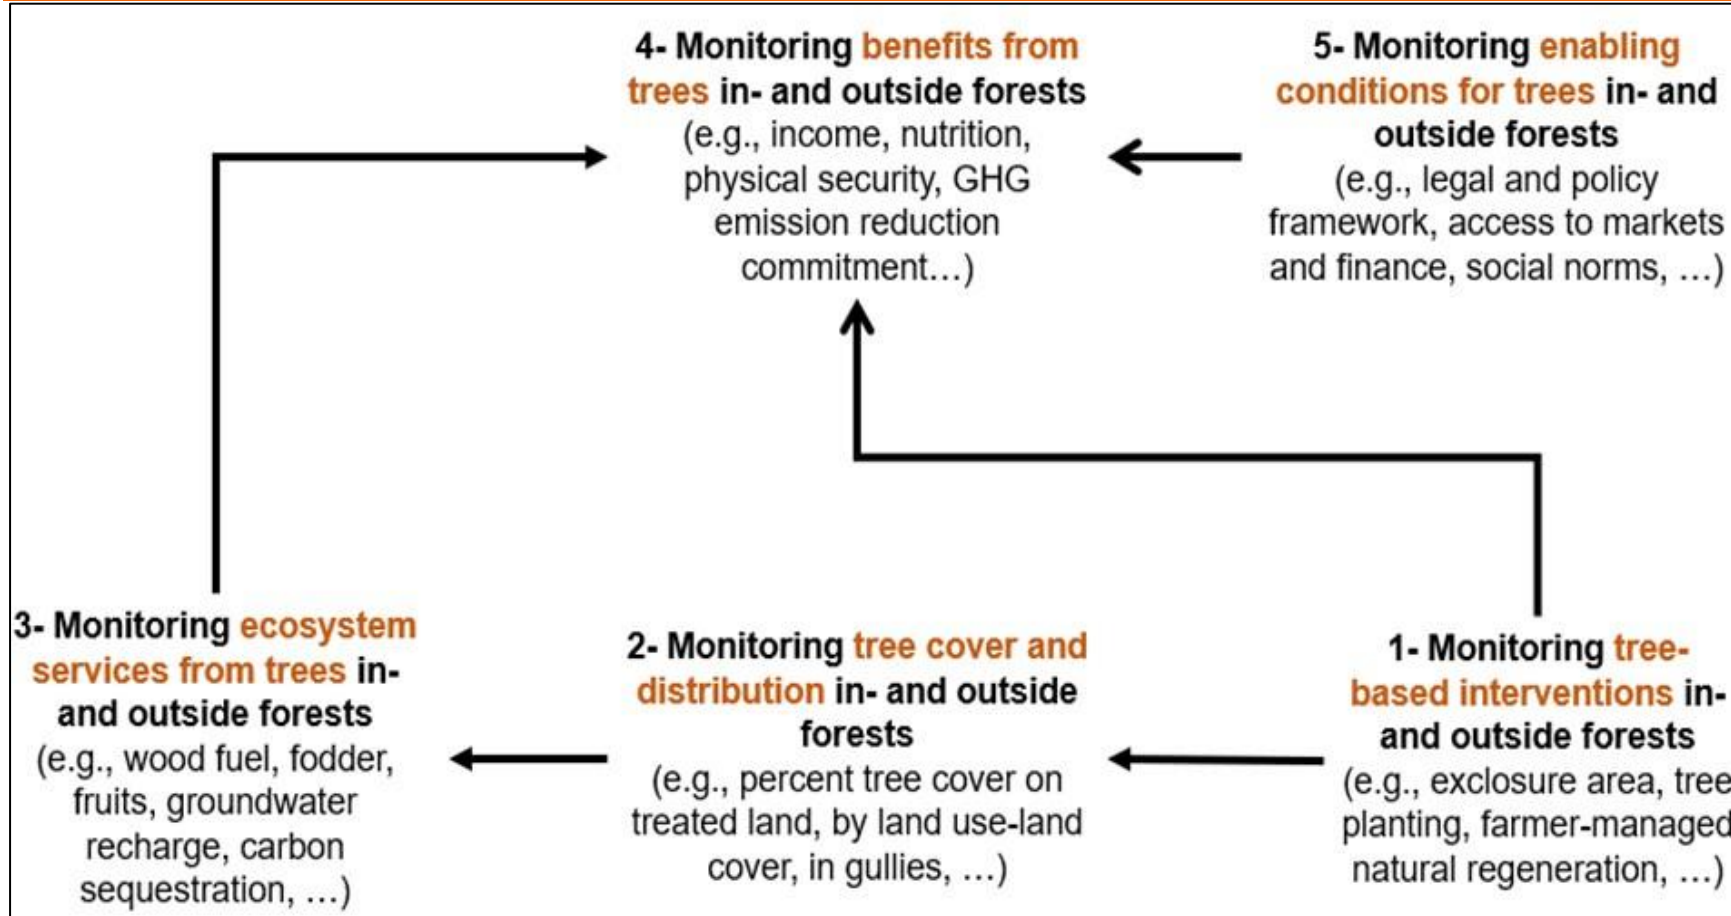 4- Monitoring benefits from
trees in- and outside forests
(e.g., income, nutrition,
physical security, GHG
emission reduction
commitment…)
5- Monitoring enabling
conditions for trees in- and
outside forests
(e.g., legal and policy
framework, access to markets
and finance, social norms, …)
3- Monitoring ecosystem
services from trees in-
and outside forests
(e.g., wood fuel, fodder,
fruits, groundwater
recharge, carbon
sequestration, …)
2- Monitoring tree cover and
distribution in- and outside
forests
(e.g., percent tree cover on
treated land, by land use-land
cover, in gullies, …)
1- Monitoring tree-
based interventions in-
and outside forests
(e.g., exclosure area, tree
planting, farmer-managed
natural regeneration, …)